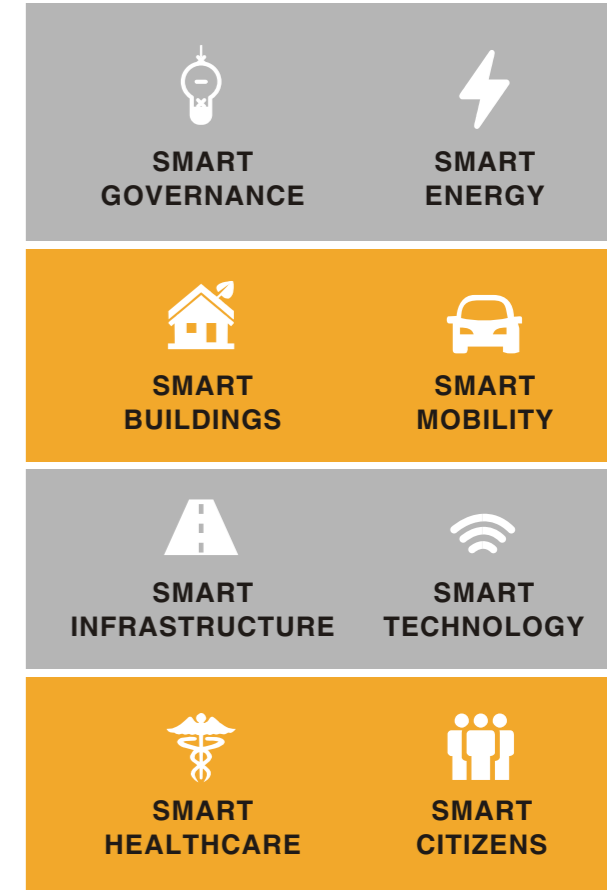 SMART
GOVERNANCE
SMART
ENERGY
SMART
BUILDINGS
SMART
MOBILITY
SMART
INFRASTRUCTURE
SMART
TECHNOLOGY
SMART
HEALTHCARE
SMART
CITIZENS